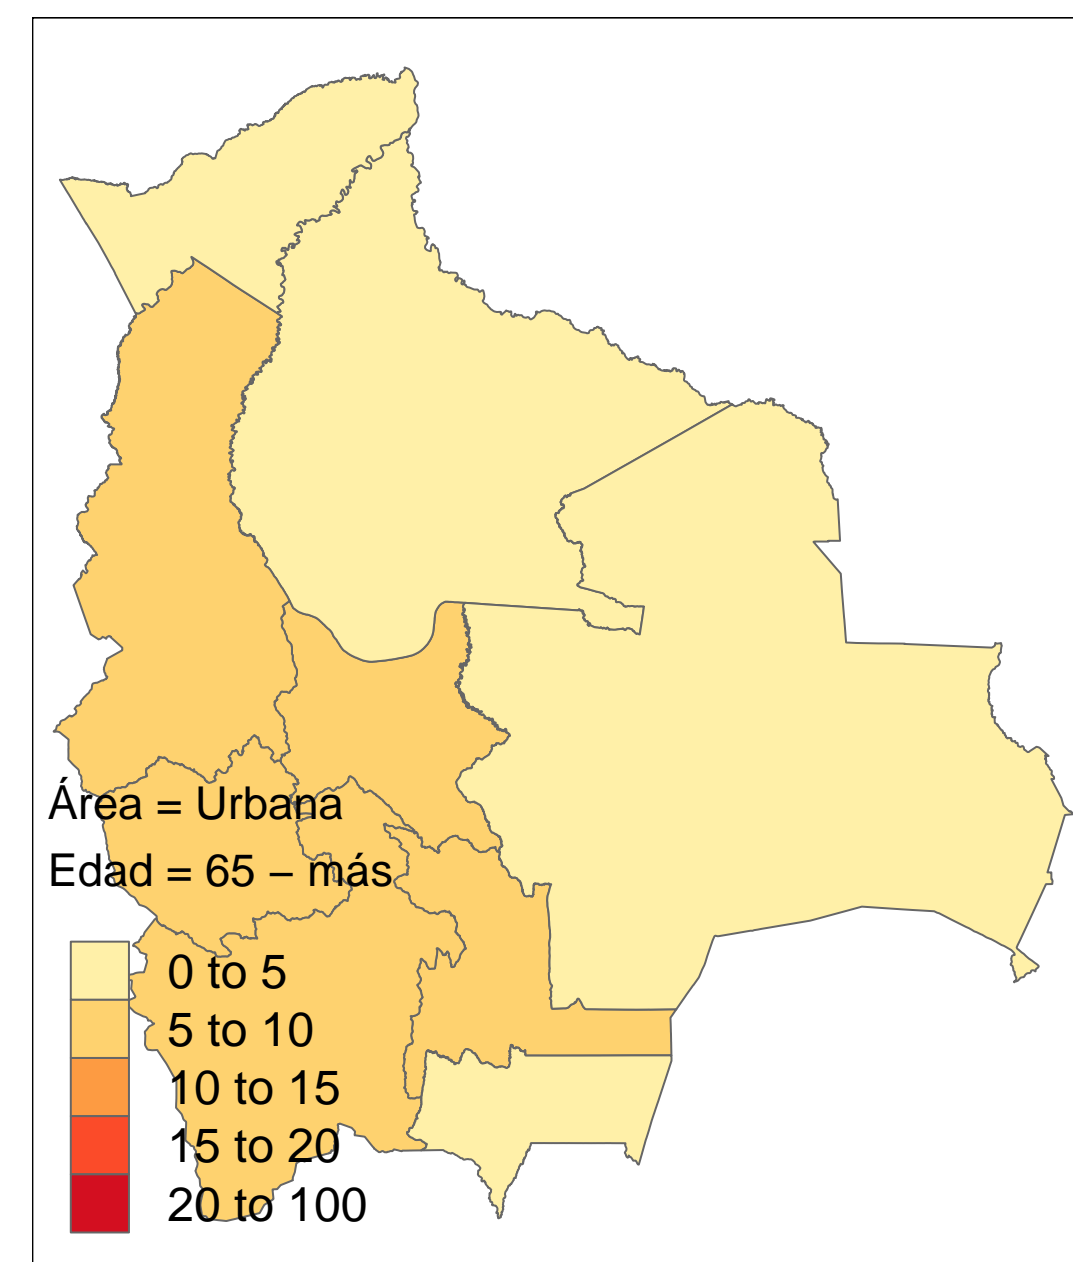 Área = Urbana
Edad = 65 – más
0 to 5
5 to 10
10 to 15
15 to 20
20 to 100